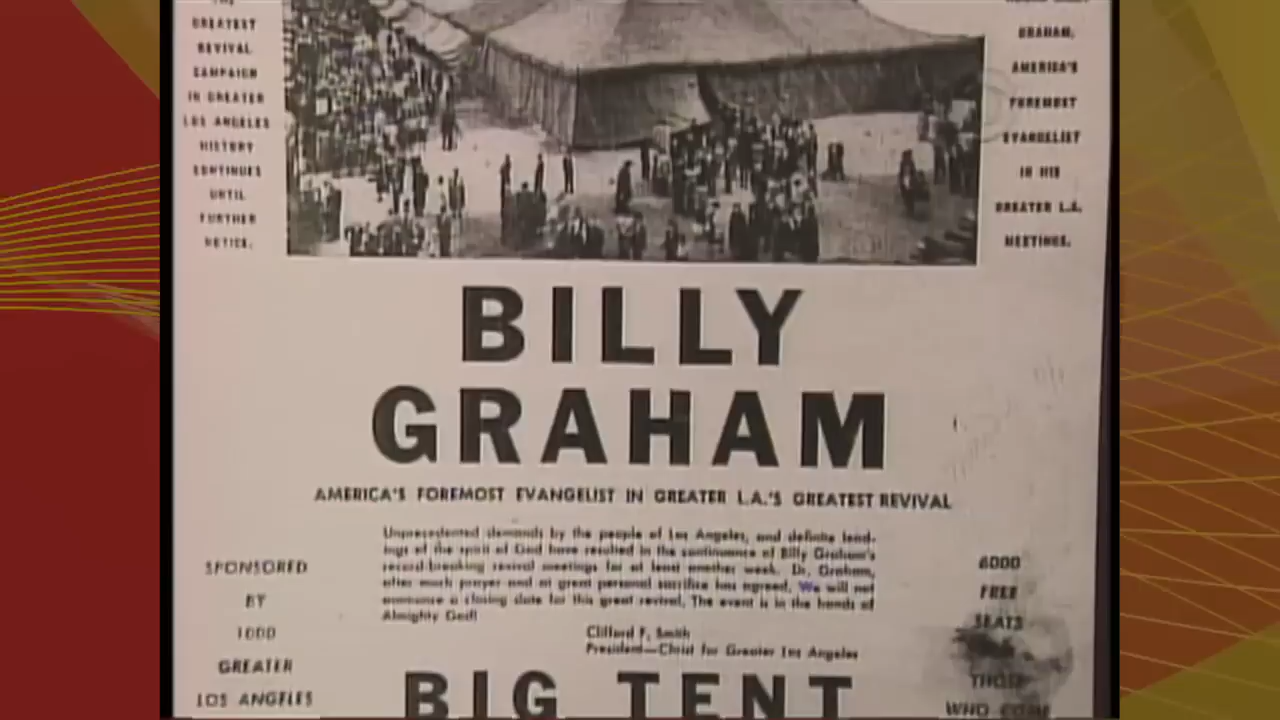 GREATEST
REVIVAL
CAMPAIGN
IN GREATER
LOS ANGELES
HISTORY
CONTINUES
UNTIL
FURTHER
NOTICE.
GRAHAM,
AMERICA'S
FOREMOST
EVANGELIST
IN HIS
GREATER L.A.
MEETINGS.
BILLY
GRAHAM
AMERICA'S FOREMOST EVANGELIST IN GREATER L.A.'S GREATEST REVIVAL
Unprecedented demands by the people of Los Angeles, and definite lead-
ings of the spirit of God have resulted in the continuance of Billy Graham's
record-breaking revival meetings for at least another week. Dr. Graham,
after much prayer and at great personal sacrifice has agreed. We will not
announce a closing date for this great revival. The event is in the hands of
Almighty God!
Clifford F. Smith
President—Christ for Greater Los Angeles
SPONSORED
BY
1000
GREATER
LOS ANGELES
6000
FREE
SEATS
THOSE
WHO COME
BIG TENT